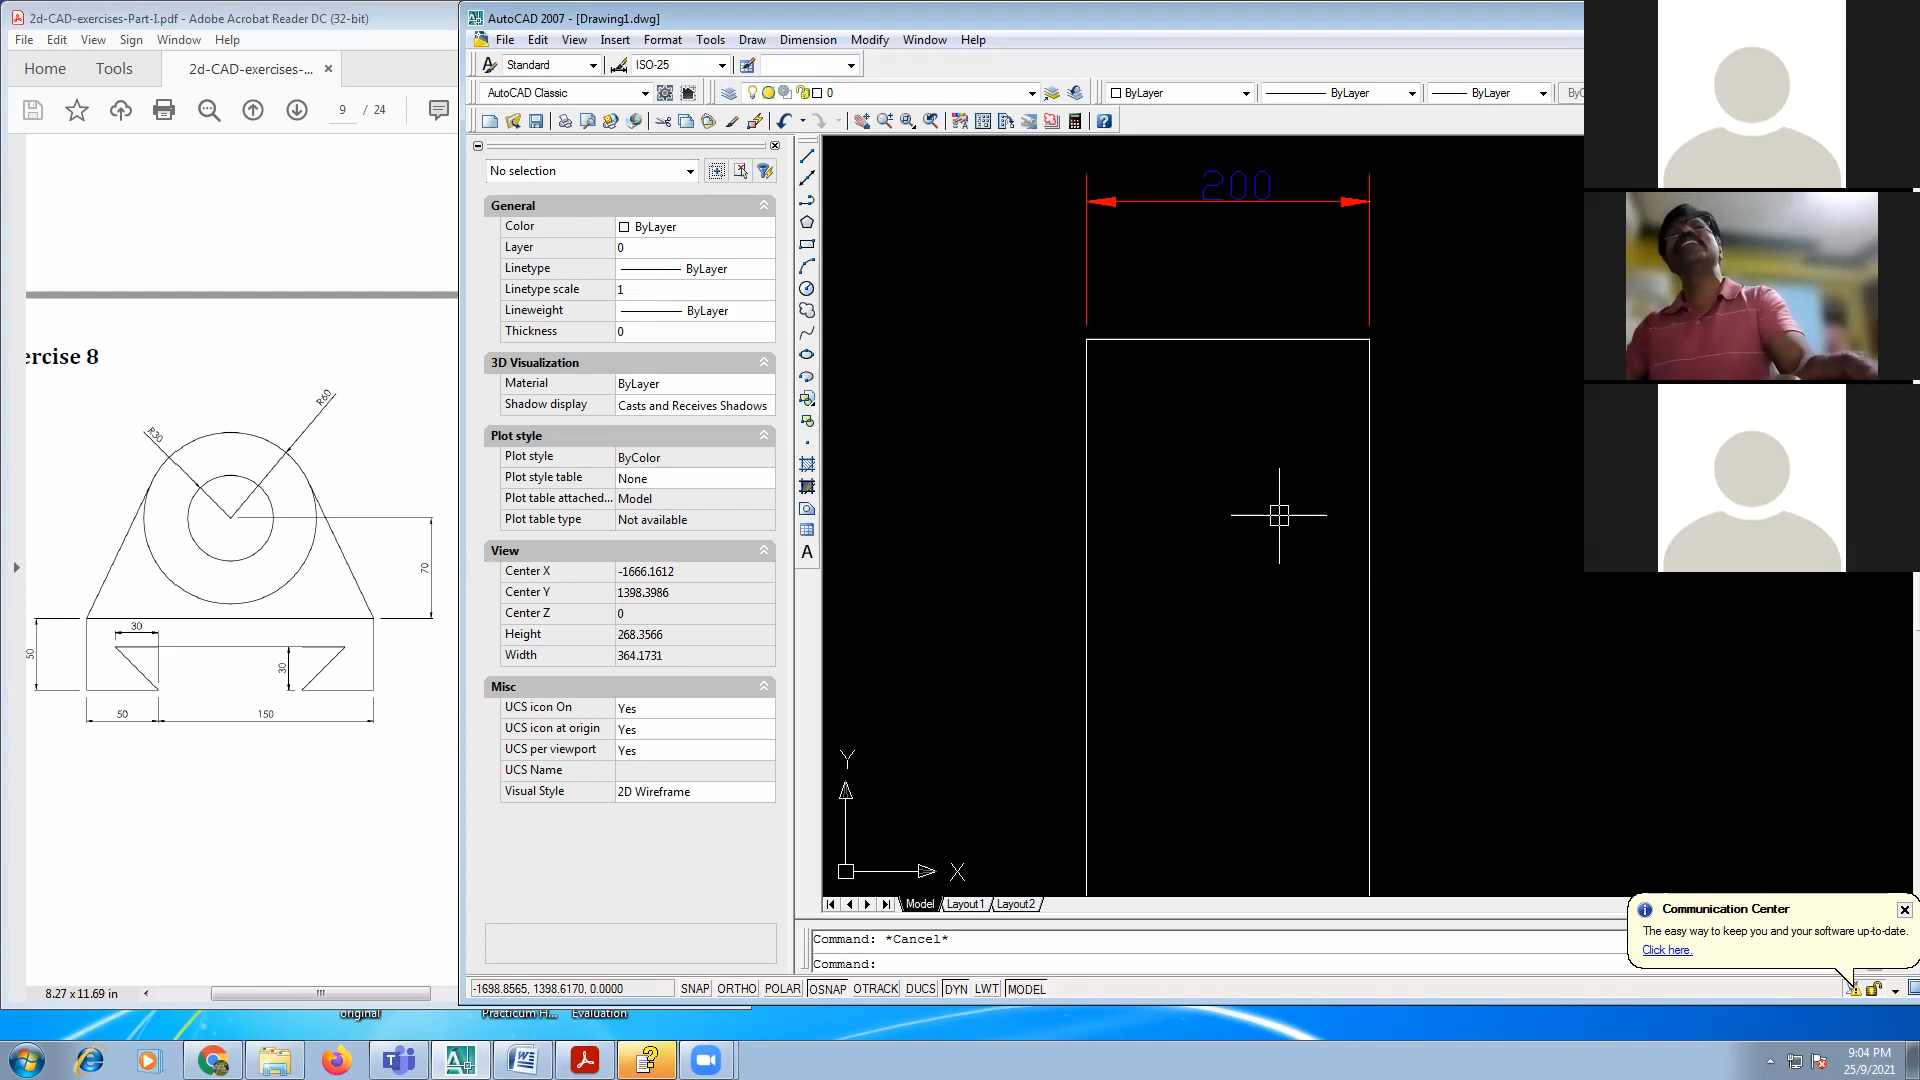 2d-CAD-exercises-Part-I.pdf - Adobe Acrobat Reader DC (32-bit)
File Edit View Sign Window Help
Home Tools 2d-CAD-exercises-... ×
9 / 24
ercise 8
R60
R30
70
30
50
30
50 150
8.27 x 11.69 in
AutoCAD 2007 - [Drawing1.dwg]
File Edit View Insert Format Tools Draw Dimension Modify Window Help
Standard ISO-25
AutoCAD Classic 0 ByLayer ByLayer ByLayer
No selection
General
Color ByLayer
Layer 0
Linetype ByLayer
Linetype scale 1
Lineweight ByLayer
Thickness 0
3D Visualization
Material ByLayer
Shadow display Casts and Receives Shadows
Plot style
Plot style ByColor
Plot style table None
Plot table attached... Model
Plot table type Not available
View
Center X -1666.1612
Center Y 1398.3986
Center Z 0
Height 268.3566
Width 364.1731
Misc
UCS icon On Yes
UCS icon at origin Yes
UCS per viewport Yes
UCS Name
Visual Style 2D Wireframe
A
200
Y
X
Model Layout1 Layout2
Command: *Cancel*
Command:
-1698.8565, 1398.6170, 0.0000 SNAP ORTHO POLAR OSNAP OTRACK DUCS DYN LWT MODEL
Communication Center
The easy way to keep you and your software up-to-date.
Click here.
original Practicum H... Evaluation
9:04 PM
25/9/2021